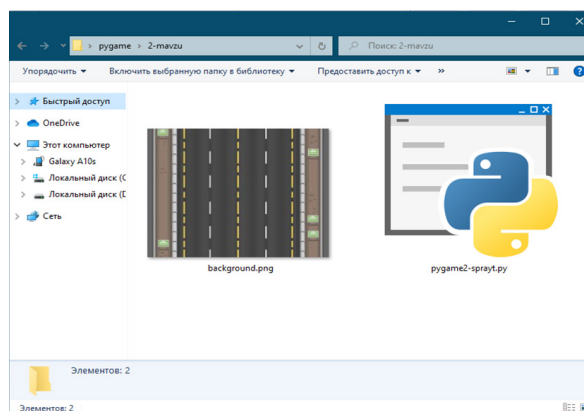 pygame > 2-mavzu
Поиск: 2-mavzu
Упорядочить Включить выбранную папку в библиотеку Предоставить доступ к »
Быстрый доступ
OneDrive
Этот компьютер
Galaxy A10s
Локальный диск (C
Локальный диск (D
Сеть
background.png
pygame2-sprayt.py
Элементов: 2
Элементов: 2